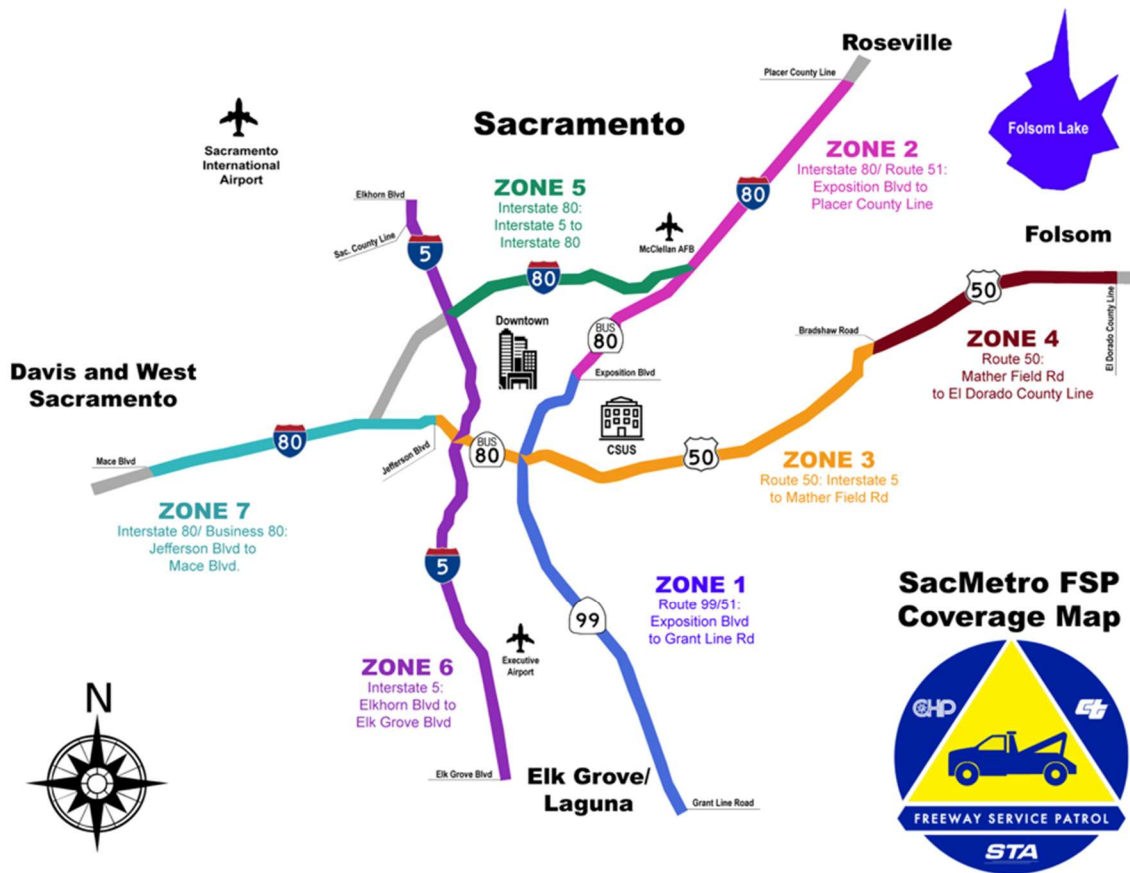 Roseville
Placer County Line
Folsom Lake
Sacramento
International
Airport
Sacramento
ZONE 2
Interstate 80/ Route 51:
Exposition Blvd to
Placer County Line
80
ZONE 5
Interstate 80:
Interstate 5 to
Interstate 80
Elkhorn Blvd
Sac. County Line
5
McClellan AFB
Folsom
80
50
El Dorado County Line
Downtown
BUS
80
Bradshaw Road
ZONE 4
Route 50:
Mather Field Rd
to El Dorado County Line
Davis and West
Sacramento
Exposition Blvd
CSUS
80
Mace Blvd
Jefferson Blvd
BUS
80
50
ZONE 3
Route 50: Interstate 5
to Mather Field Rd
ZONE 7
Interstate 80/ Business 80:
Jefferson Blvd to
Mace Blvd.
5
ZONE 1
Route 99/51:
Exposition Blvd
to Grant Line Rd
99
SacMetro FSP
Coverage Map
Executive
Airport
ZONE 6
Interstate 5:
Elkhorn Blvd to
Elk Grove Blvd
N
Elk Grove Blvd
Elk Grove/
Laguna
Grant Line Road
CHP
ct
FREEWAY SERVICE PATROL
STA